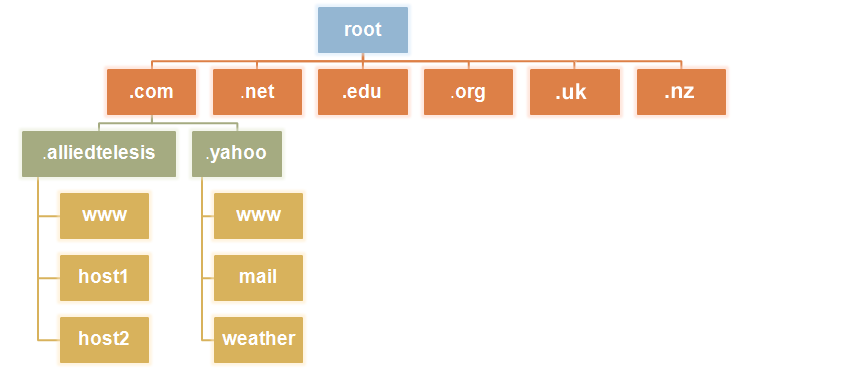 root
.com
.net
.edu
.org
.uk
.nz
.alliedtelesis
.yahoo
www
www
host1
mail
host2
weather